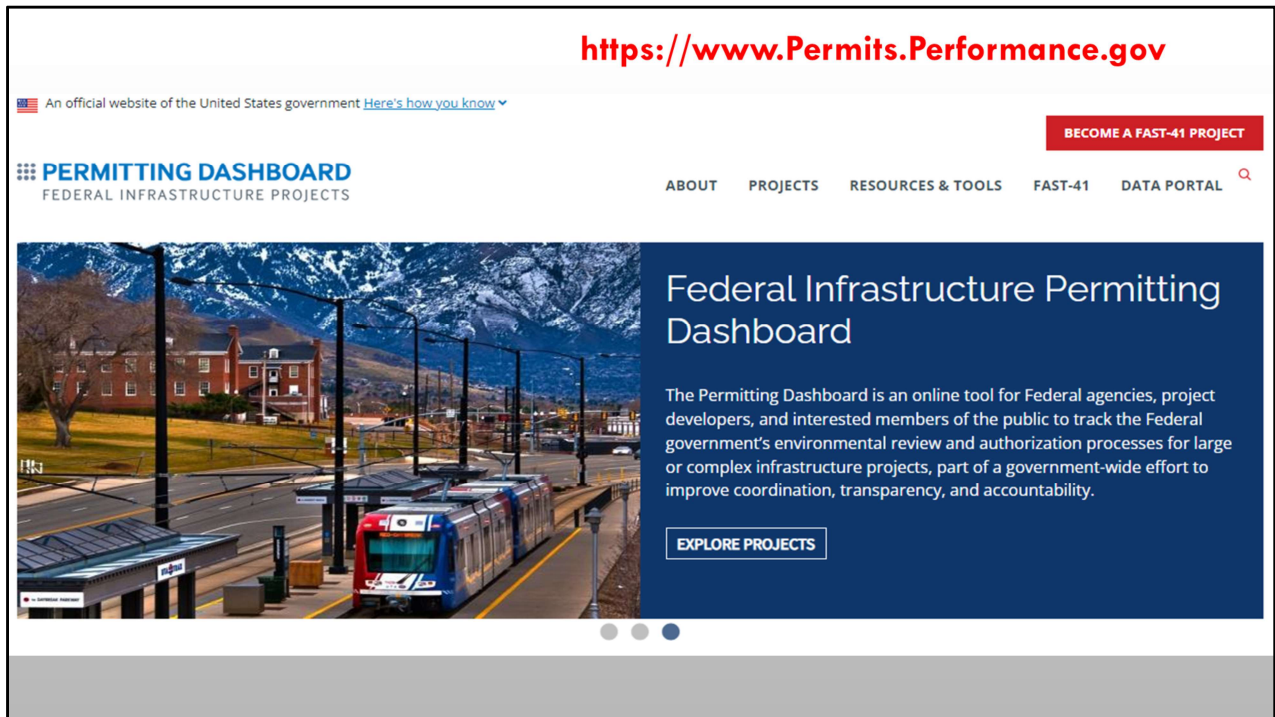 https://www.Permits.Performance.gov
An official website of the United States government Here's how you know
BECOME A FAST-41 PROJECT
PERMITTING DASHBOARD
FEDERAL INFRASTRUCTURE PROJECTS
ABOUT PROJECTS RESOURCES & TOOLS FAST-41 DATA PORTAL
Federal Infrastructure Permitting
Dashboard
The Permitting Dashboard is an online tool for Federal agencies, project
developers, and interested members of the public to track the Federal
government's environmental review and authorization processes for large
or complex infrastructure projects, part of a government-wide effort to
improve coordination, transparency, and accountability.
EXPLORE PROJECTS